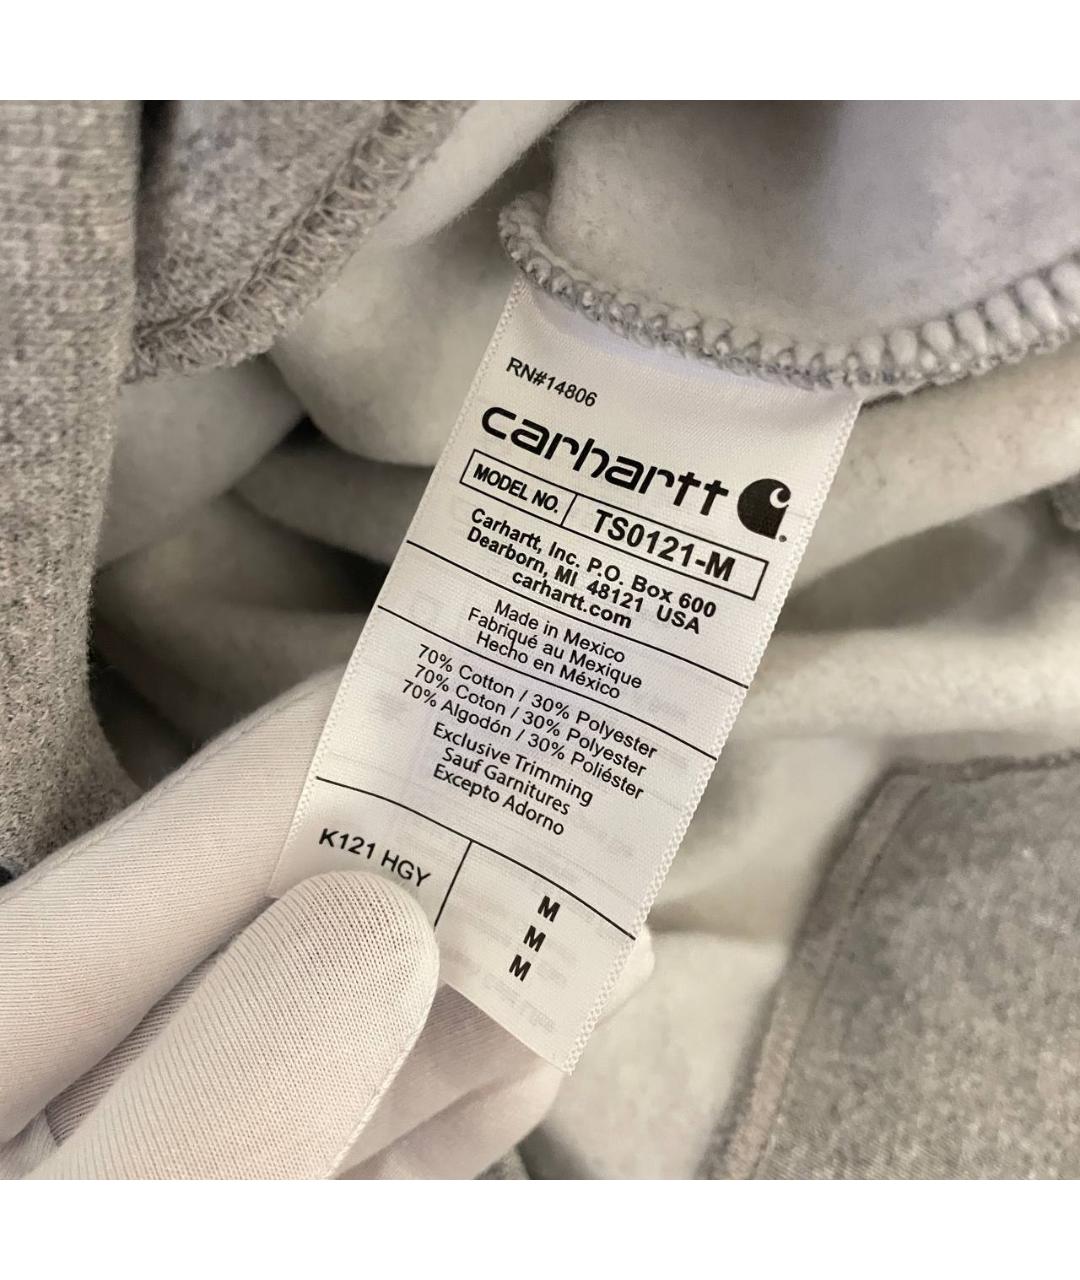 RN#14806
carhartt
MODEL NO. TS0121-M
Carhartt, Inc. P.O. Box 600
Dearborn, MI 48121 USA
carhartt.com
Made in Mexico
Fabriqué au Mexique
Hecho en México
70% Cotton / 30% Polyester
70% Coton / 30% Polyester
70% Algodón / 30% Poliéster
Exclusive Trimming
Sauf Garnitures
Excepto Adorno
K121 HGY
M
M
M